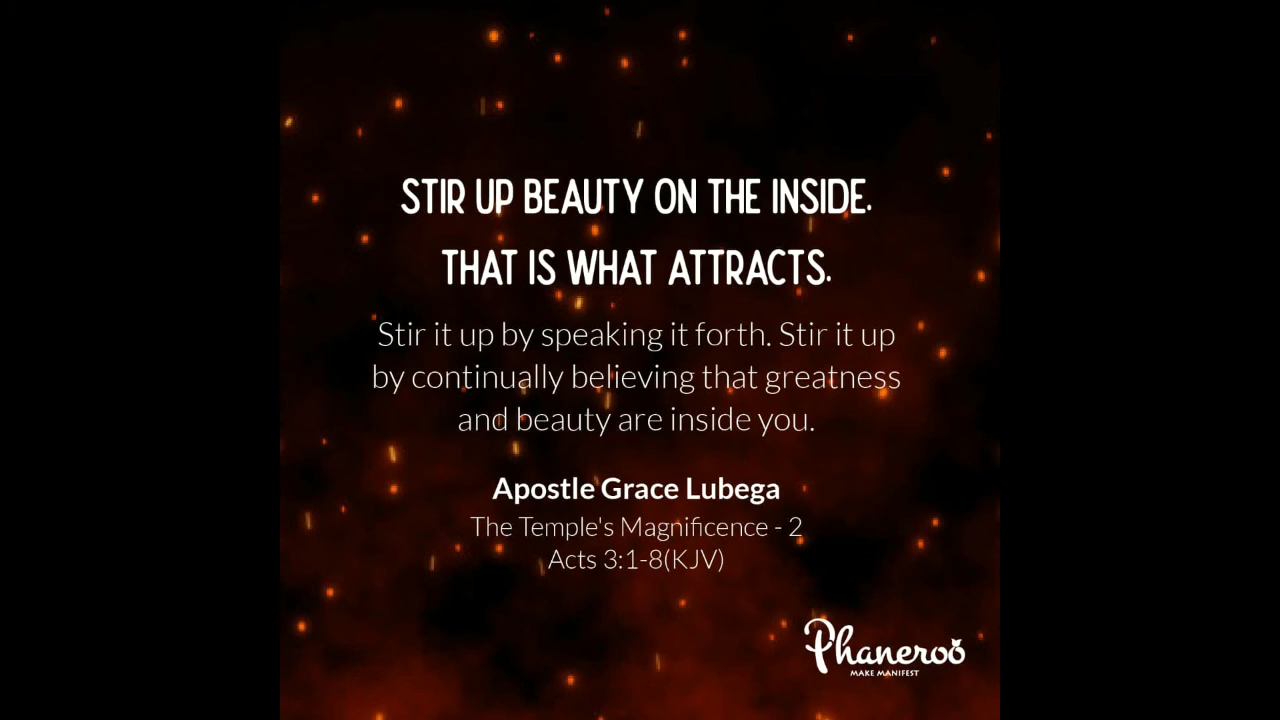 STIR UP BEAUTY ON THE INSIDE.
THAT IS WHAT ATTRACTS.
Stir it up by speaking it forth. Stir it up
by continually believing that greatness
and beauty are inside you.
Apostle Grace Lubega
The Temple's Magnificence - 2
Acts 3:1-8(KJV)
Phaneroo
MAKE MANIFEST